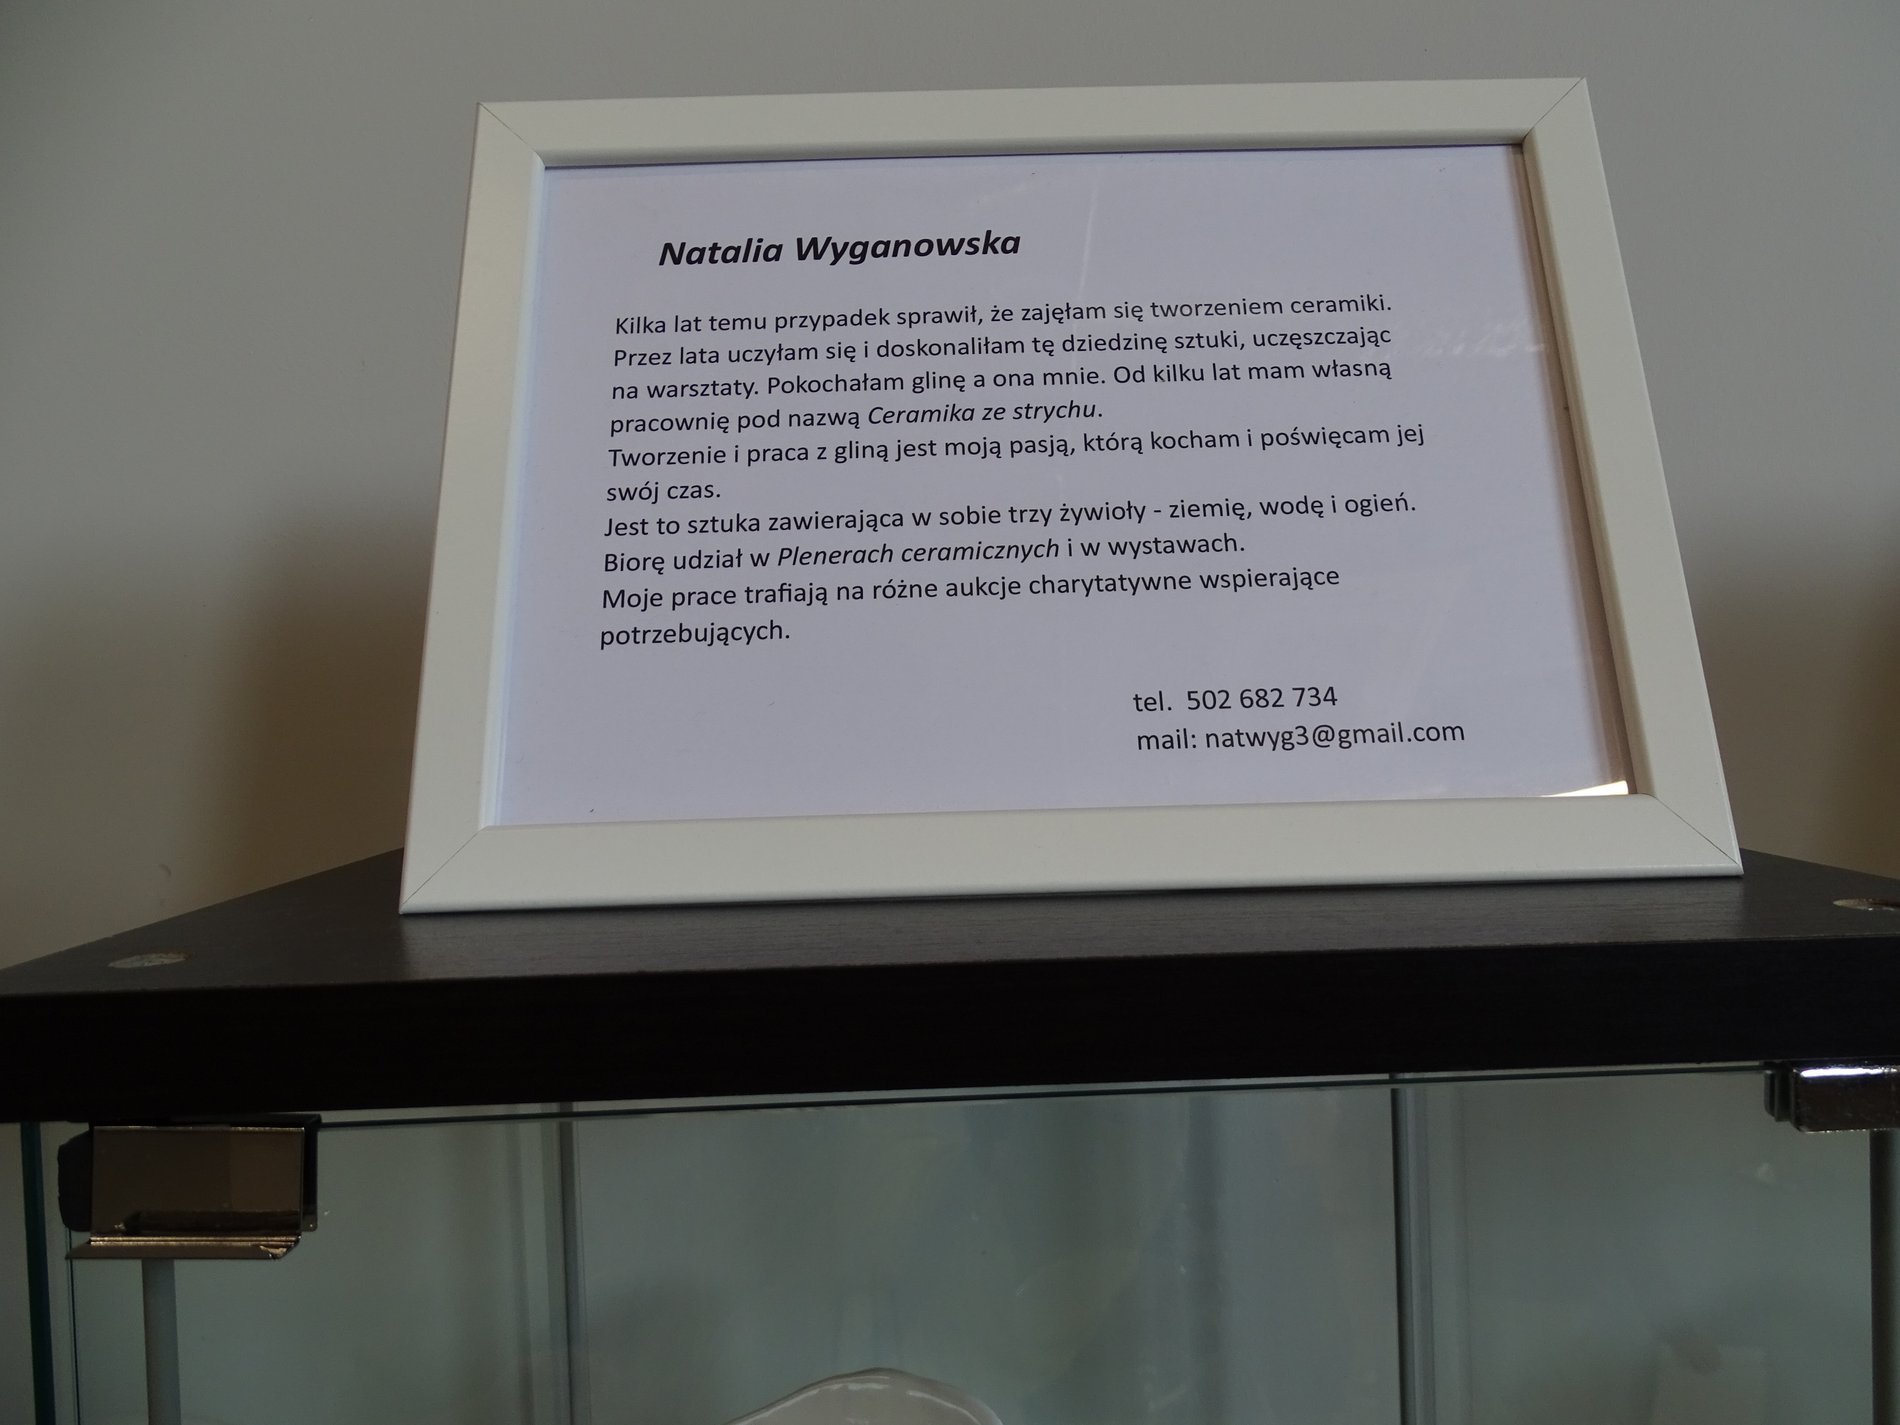 Natalia Wyganowska
Kilka lat temu przypadek sprawił, że zajęłam się tworzeniem ceramiki.
Przez lata uczyłam się i doskonaliłam tę dziedzinę sztuki, uczęszczając
na warsztaty. Pokochałam glinę a ona mnie. Od kilku lat mam własną
pracownię pod nazwą Ceramika ze strychu.
Tworzenie i praca z gliną jest moją pasją, którą kocham i poświęcam jej
swój czas.
Jest to sztuka zawierająca w sobie trzy żywioły - ziemię, wodę i ogień.
Biorę udział w Plenerach ceramicznych i w wystawach.
Moje prace trafiają na różne aukcje charytatywne wspierające
potrzebujących.
tel. 502 682 734
mail: natwyg3@gmail.com